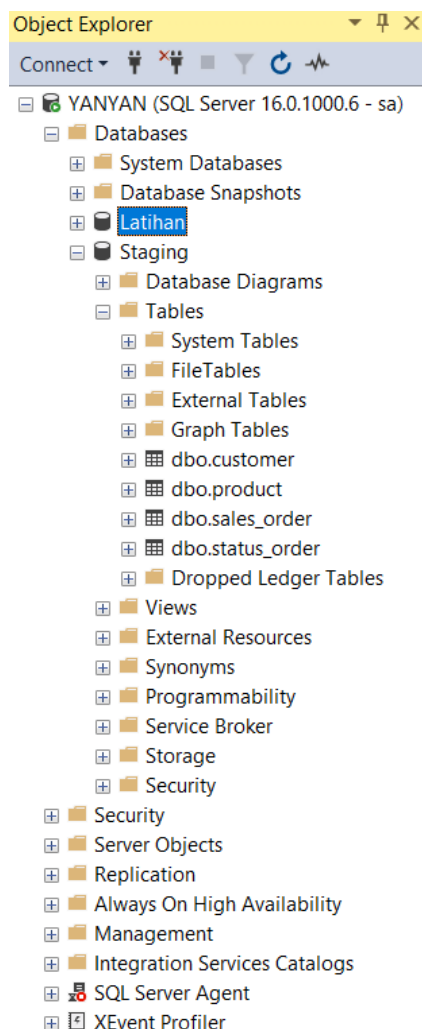 Object Explorer
Connect
YANYAN (SQL Server 16.0.1000.6 - sa)
Databases
System Databases
Database Snapshots
Latihan
Staging
Database Diagrams
Tables
System Tables
FileTables
External Tables
Graph Tables
dbo.customer
dbo.product
dbo.sales_order
dbo.status_order
Dropped Ledger Tables
Views
External Resources
Synonyms
Programmability
Service Broker
Storage
Security
Security
Server Objects
Replication
Always On High Availability
Management
Integration Services Catalogs
SQL Server Agent
XEvent Profiler